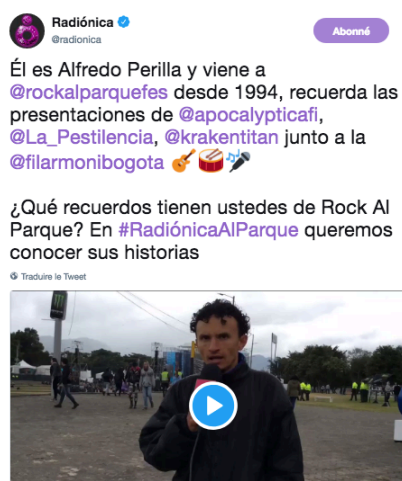 Radiónica
@radionica
Abonné
Él es Alfredo Perilla y viene a
@rockalparquefes desde 1994, recuerda las
presentaciones de @apocalypticafi,
@La_Pestilencia, @krakentitan junto a la
@filarmonibogota 🎸🥁🎶🎤
¿Qué recuerdos tienen ustedes de Rock Al
Parque? En #RadiónicaAlParque queremos
conocer sus historias
Traduire le Tweet